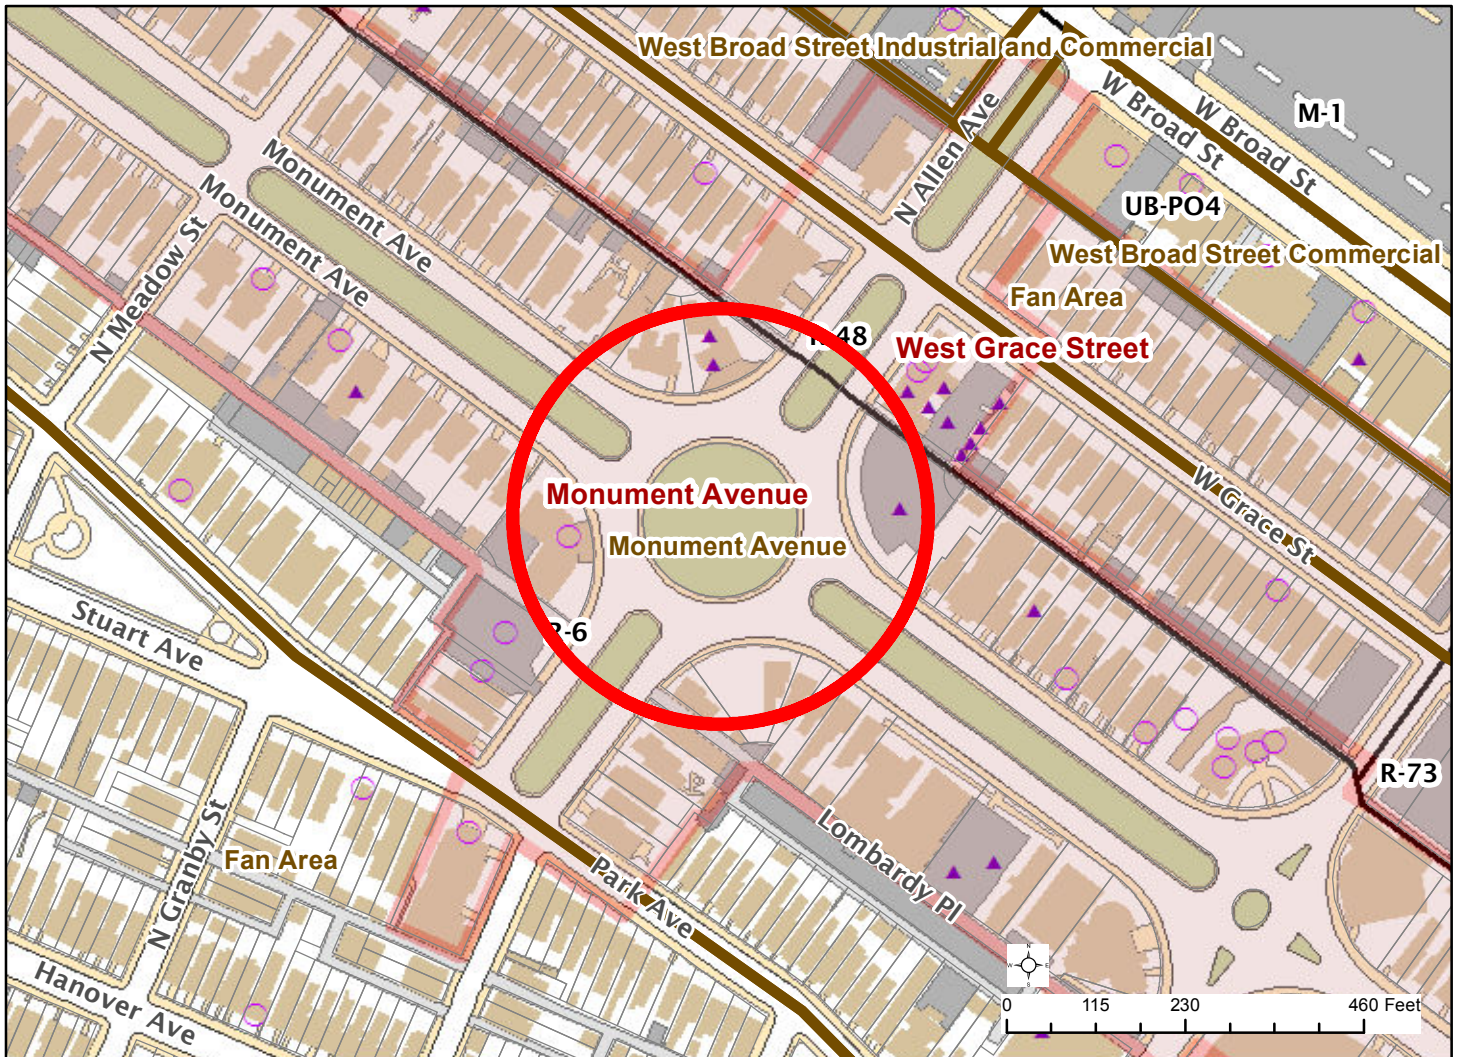 West Broad Street Industrial and Commercial
W Broad St
W Broad St
M-1
N Allen Ave
Monument Ave
Monument Ave
UB-PO4
N Meadow St
West Broad Street Commercial
Fan Area
West Grace Street
Monument Avenue
Monument Avenue
W Grace St
Stuart Ave
R-73
Lombardy Pl
Fan Area
N Granby St
Park Ave
Hanover Ave
N
W
E
S
0 115 230 460 Feet